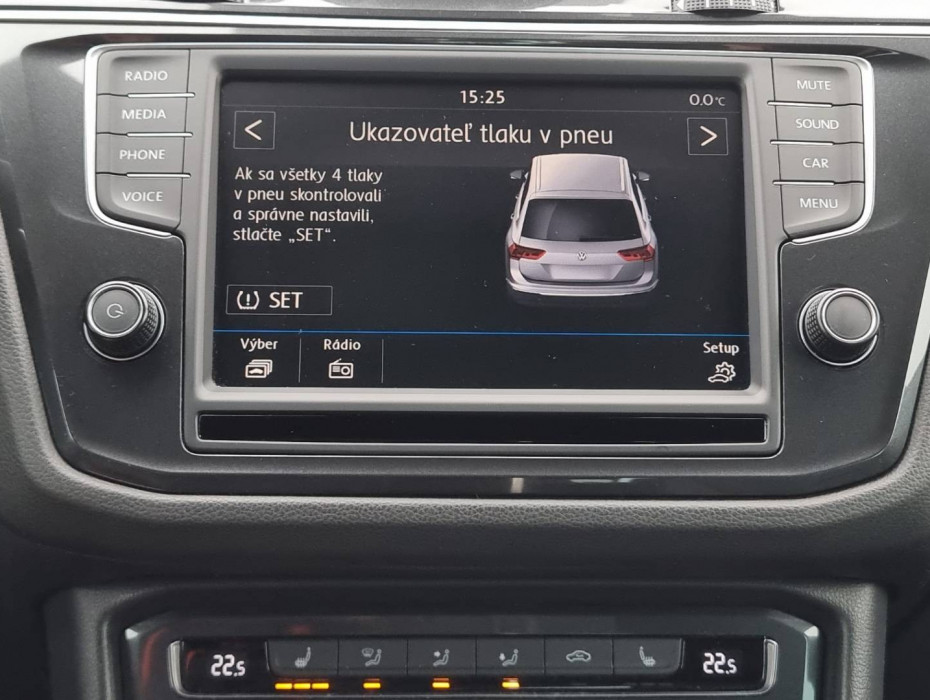 RADIO
MEDIA
PHONE
VOICE
15:25
0.0°C
<
Ukazovateľ tlaku v pneu
>
Ak sa všetky 4 tlaky
v pneu skontrolovali
a správne nastavili,
stlačte „SET“.
(!) SET
Výber
Rádio
Setup
MUTE
SOUND
CAR
MENU
22.5
22.5